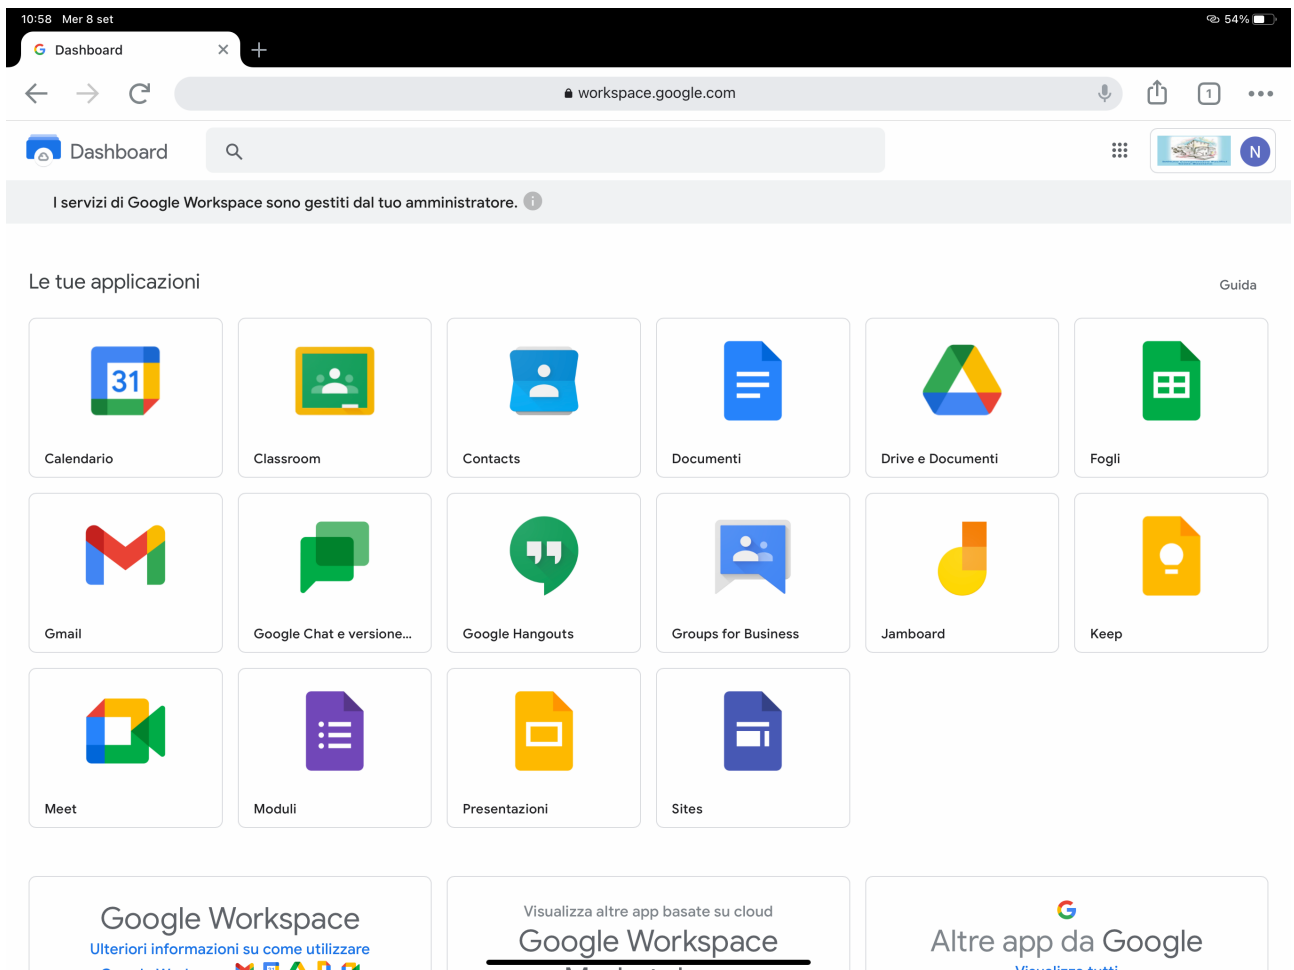 10:58 Mer 8 set
54%
Dashboard
workspace.google.com
1
Dashboard
N
I servizi di Google Workspace sono gestiti dal tuo amministratore.
Le tue applicazioni
Guida
31
Calendario
Classroom
Contacts
Documenti
Drive e Documenti
Fogli
Gmail
Google Chat e versione...
Google Hangouts
Groups for Business
Jamboard
Keep
Meet
Moduli
Presentazioni
Sites
Google Workspace
Ulteriori informazioni su come utilizzare
Visualizza altre app basate su cloud
Google Workspace
Altre app da Google
Visualizza tutti